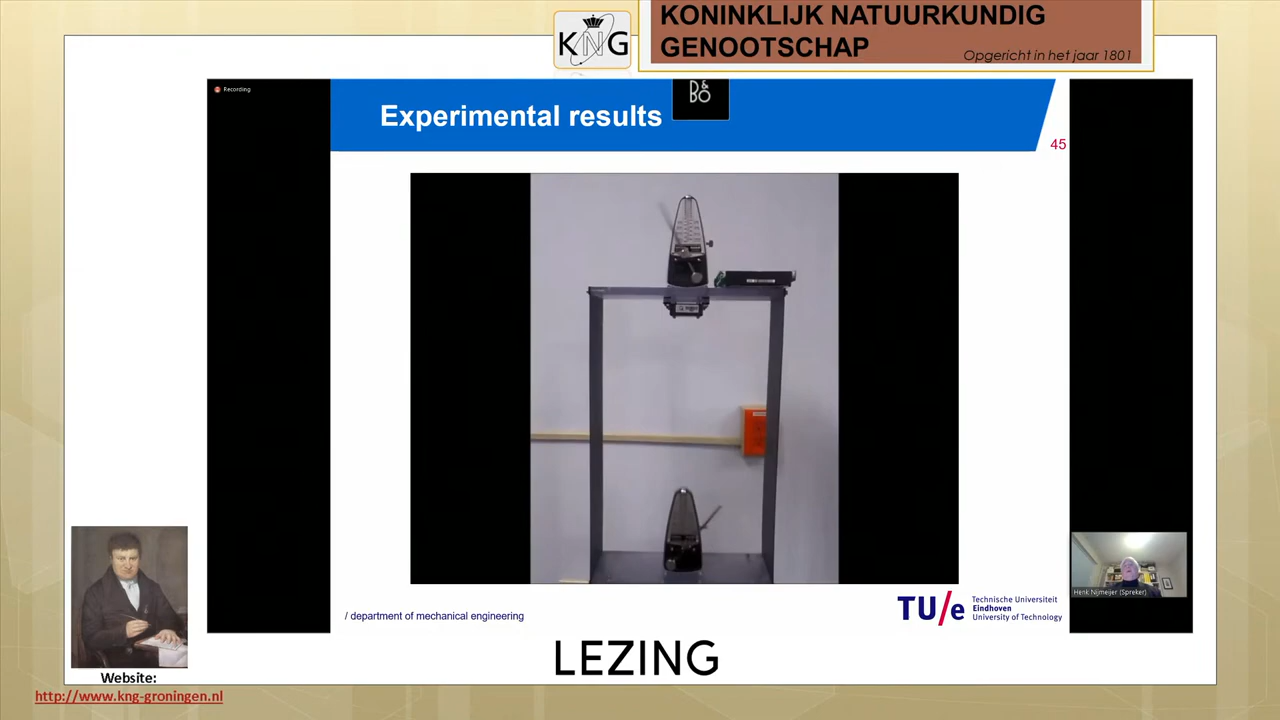 KONINKLIJK NATUURKUNDIG
GENOOTSCHAP
Opgericht in het jaar 1801
KNG
Recording
B&O
Experimental results
45
/ department of mechanical engineering
TU/e
Technische Universiteit
Eindhoven
University of Technology
Henk Nijmeijer (Spreker)
LEZING
Website:
http://www.kng-groningen.nl